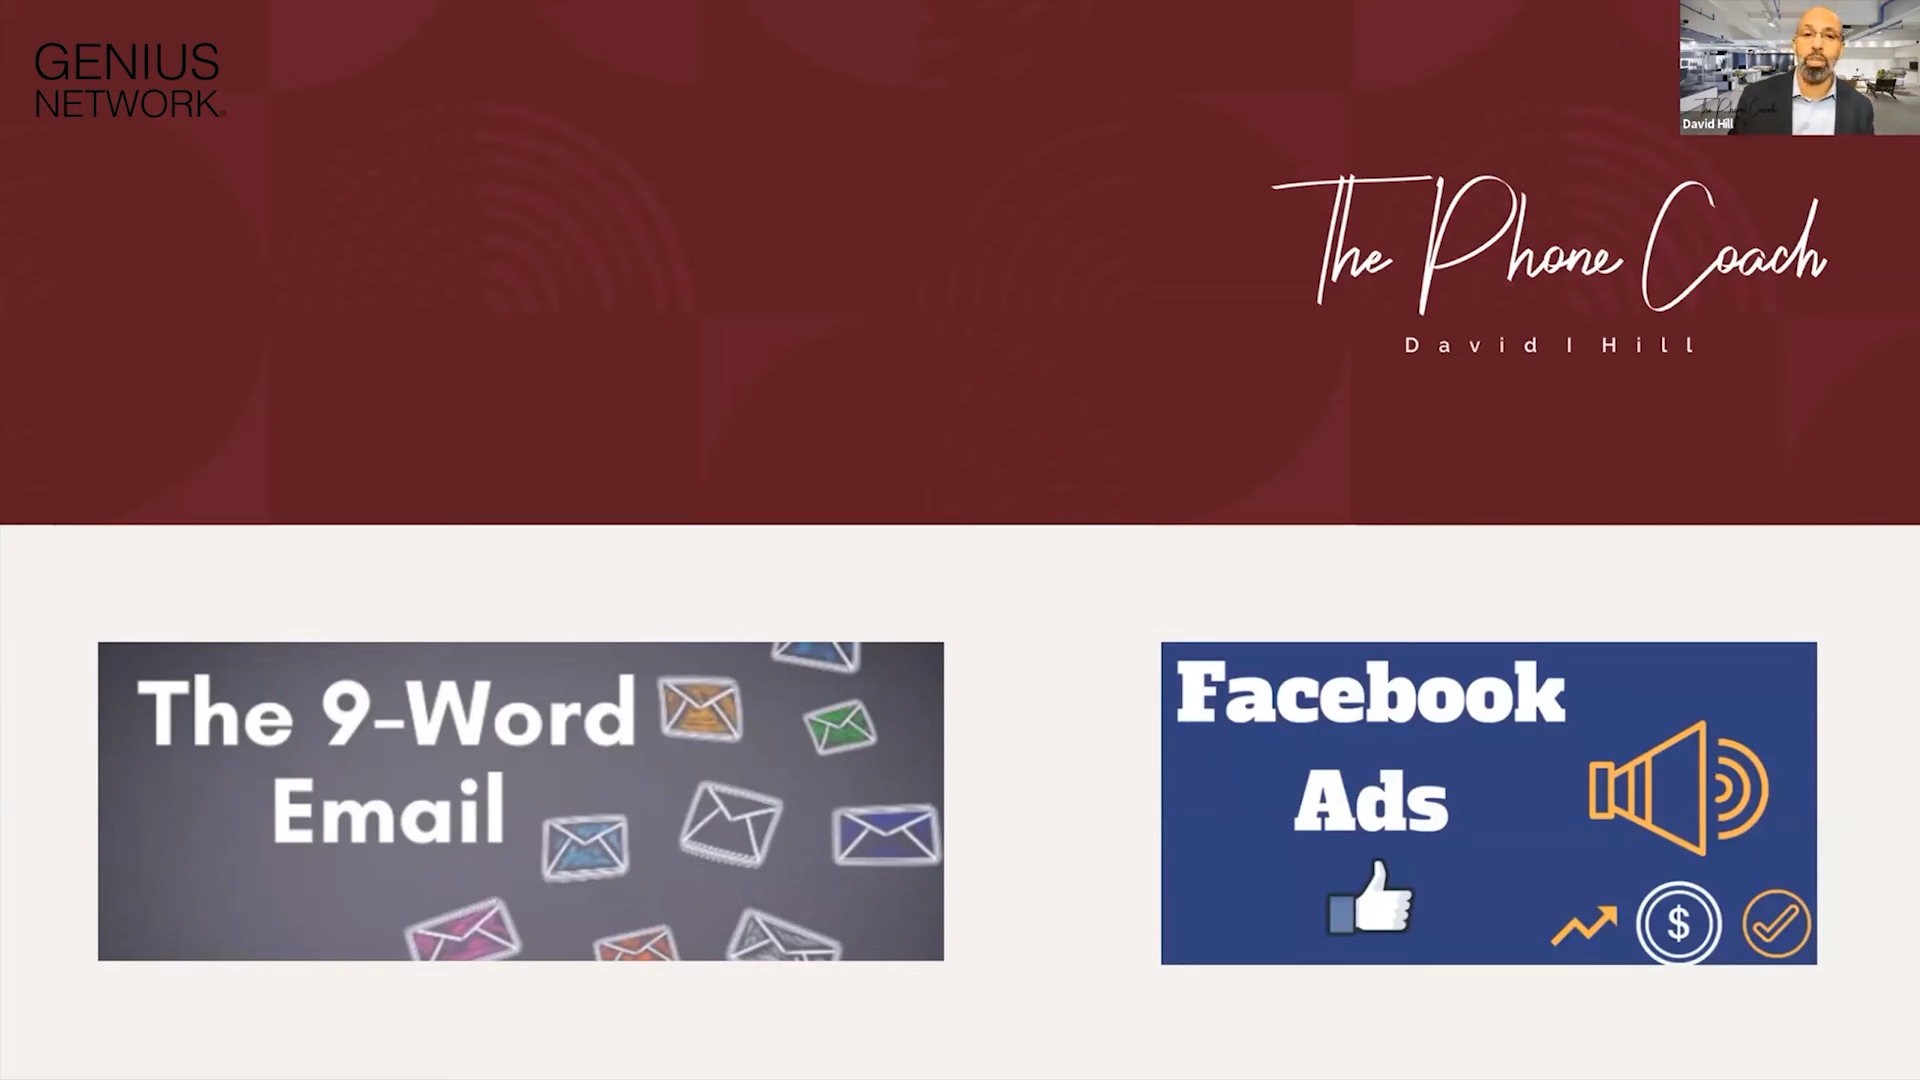 GENIUS
NETWORK
David Hill
The Phone Coach
David I Hill
The 9-Word
Email
Facebook
Ads
$